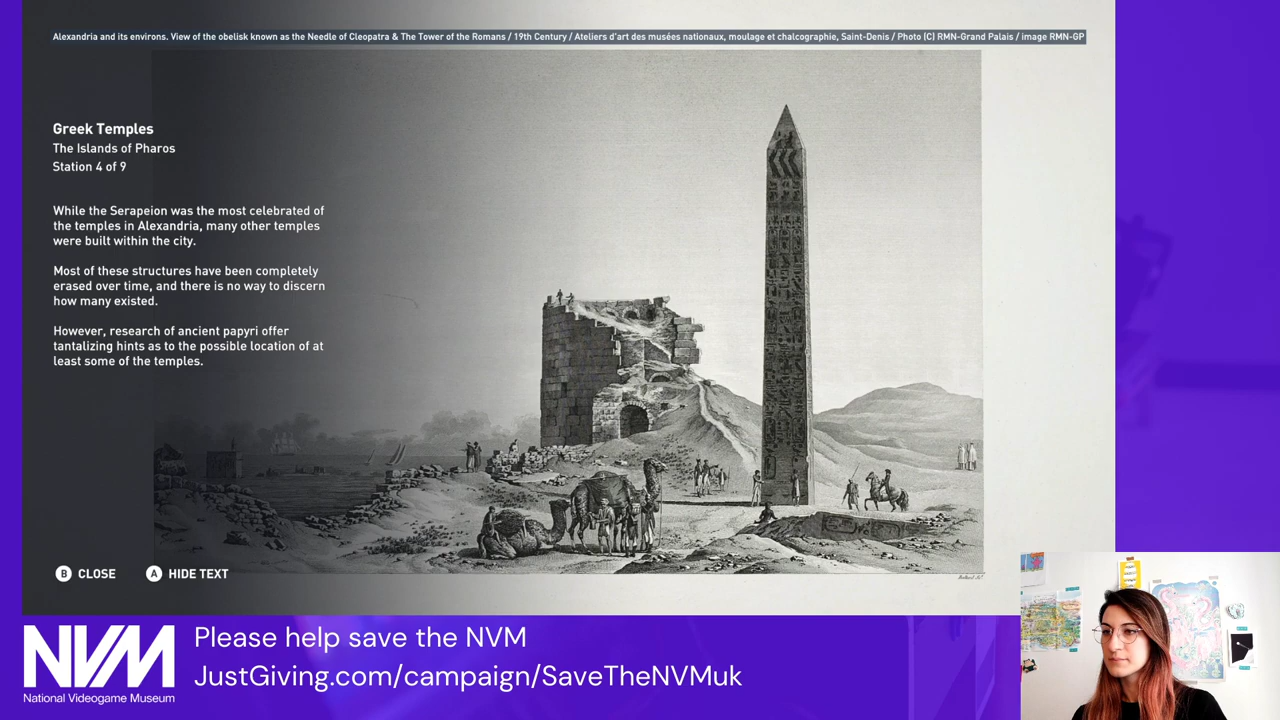 Alexandria and its environs. View of the obelisk known as the Needle of Cleopatra & The Tower of the Romans / 19th Century / Ateliers d'art des musées nationaux, moulage et chalcographie, Saint-Denis / Photo (C) RMN-Grand Palais / image RMN-GP
Greek Temples
The Islands of Pharos
Station 4 of 9
While the Serapeion was the most celebrated of
the temples in Alexandria, many other temples
were built within the city.
Most of these structures have been completely
erased over time, and there is no way to discern
how many existed.
However, research of ancient papyri offer
tantalizing hints as to the possible location of at
least some of the temples.
B CLOSE A HIDE TEXT
NVM
National Videogame Museum
Please help save the NVM
JustGiving.com/campaign/SaveTheNVMuk